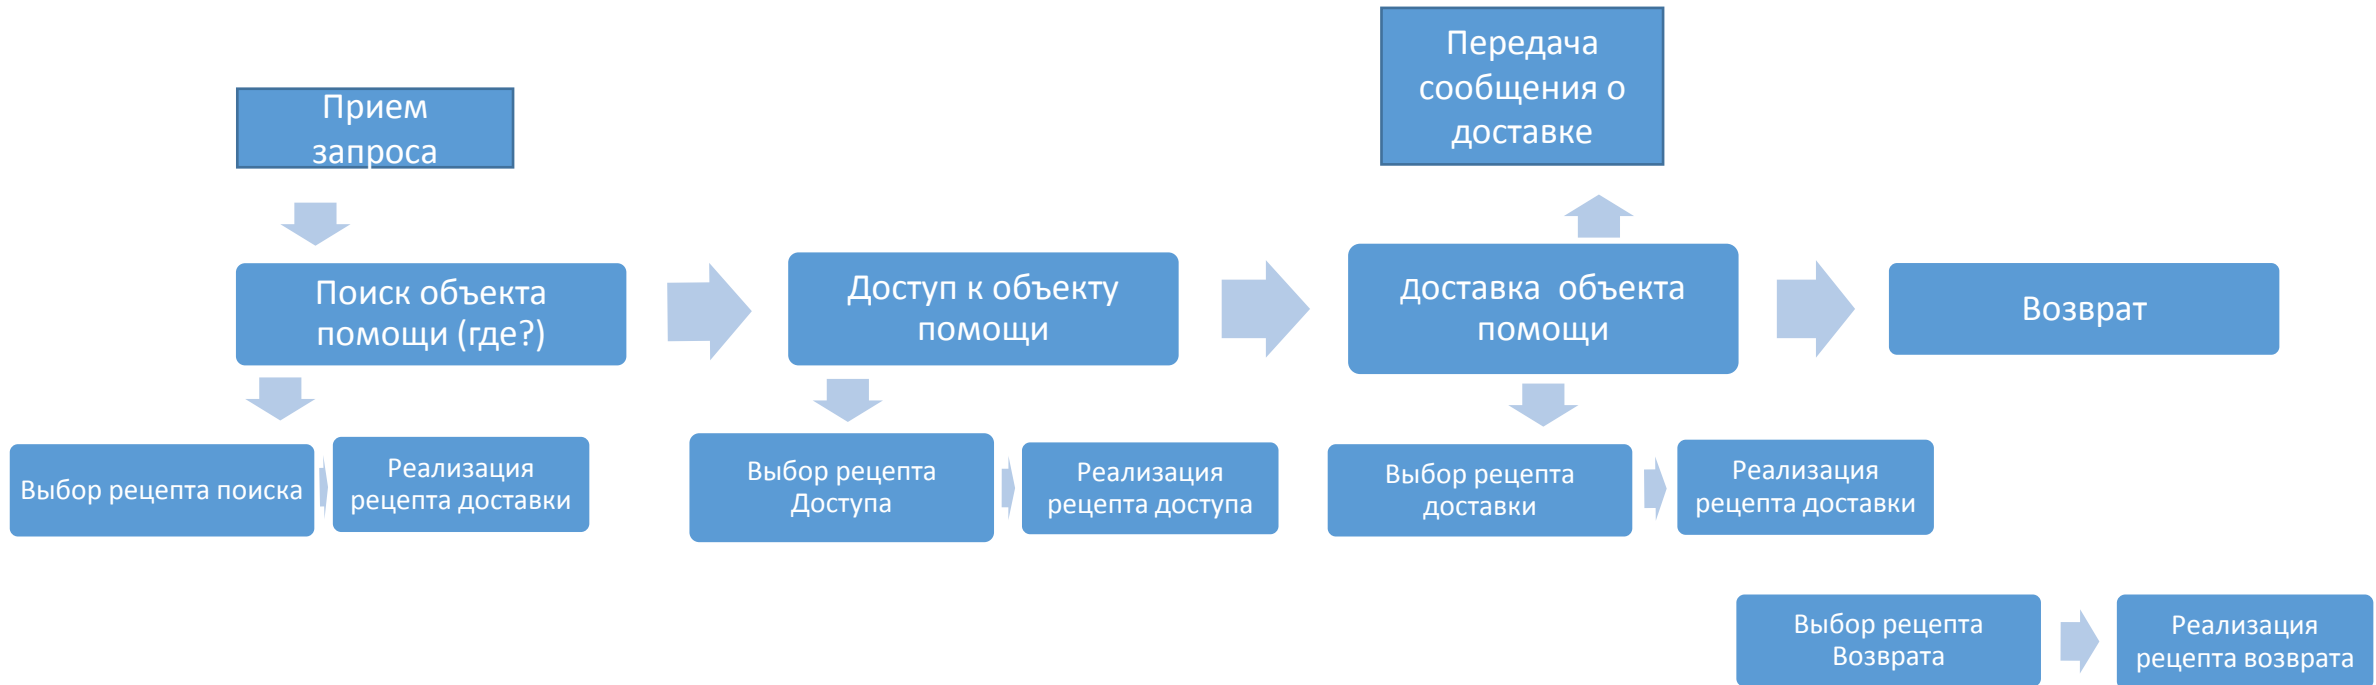 Передача
сообщения о
доставке
Прием
запроса
Поиск объекта
помощи (где?)
Доступ к объекту
помощи
Доставка объекта
помощи
Возврат
Выбор рецепта поиска
Реализация
рецепта доставки
Выбор рецепта
Доступа
Реализация
рецепта доступа
Выбор рецепта
доставки
Реализация
рецепта доставки
Выбор рецепта
Возврата
Реализация
рецепта возврата